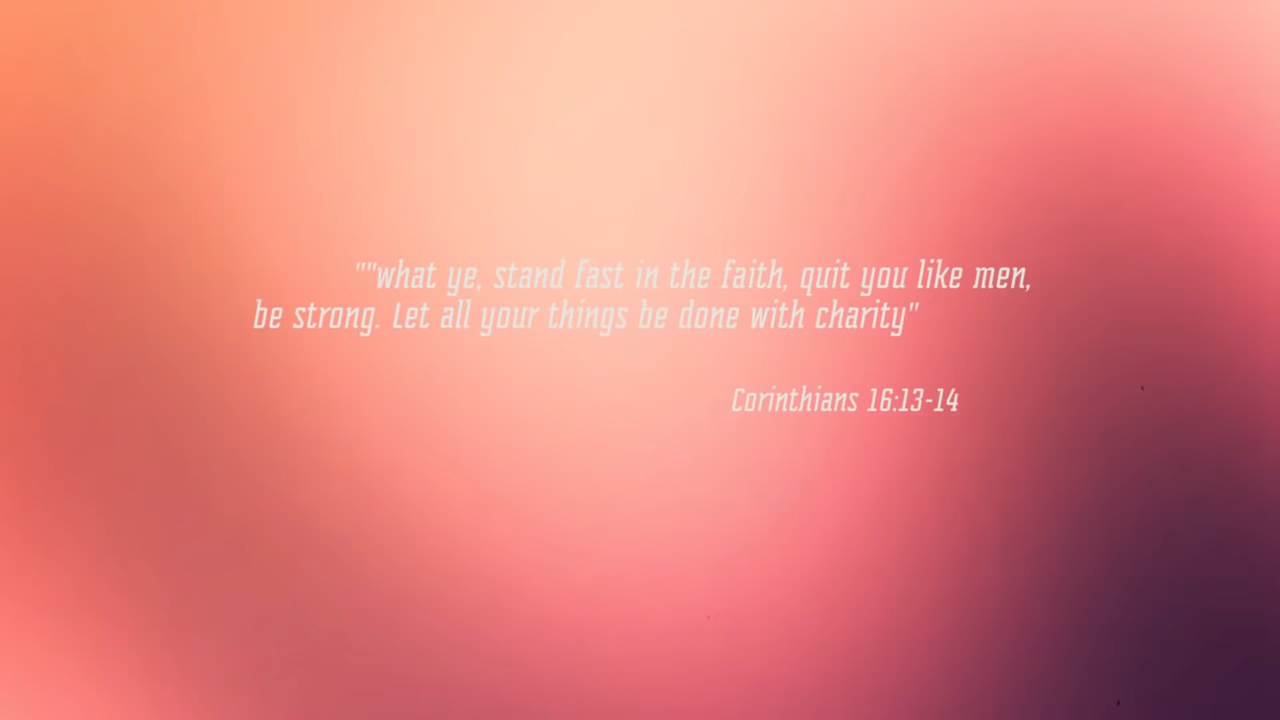 ""what ye, stand fast in the faith, quit you like men,
be strong. Let all your things be done with charity"
Corinthians 16:13-14